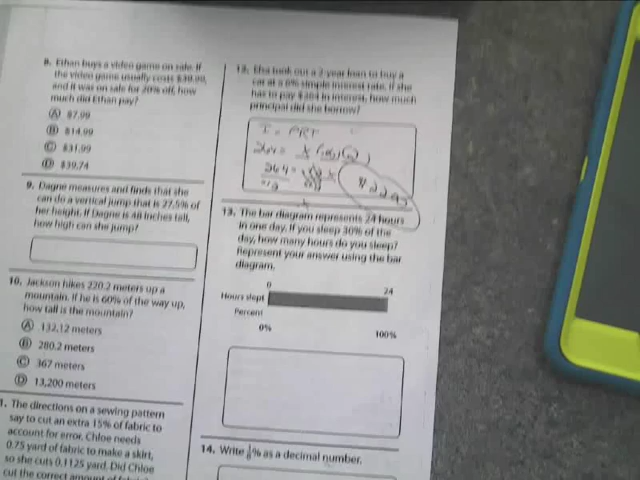 8. Ethan buys a video game on sale. If
the video game usually costs $39.99,
and it was on sale for 20% off, how
much did Ethan pay?
A $7.99
B $14.99
C $31.99
D $39.74
9. Dagne measures and finds that she
can do a vertical jump that is 27.5% of
her height. If Dagne is 48 inches tall,
how high can she jump?
10. Jackson hikes 220.2 meters up a
mountain. If he is 60% of the way up,
how tall is the mountain?
A 132.12 meters
B 280.2 meters
C 367 meters
D 13,200 meters
1. The directions on a sewing pattern
say to cut an extra 15% of fabric to
account for error. Chloe needs
0.75 yard of fabric to make a skirt,
so she cuts 0.1125 yard. Did Chloe
cut the correct amount of
12. Elsa took out a 2-year loan to buy a
car at a 6% simple interest rate. If she
has to pay $264 in interest, how much
principal did she borrow?
I = PRT
264 =
264 =
13. The bar diagram represents 24 hours
in one day. If you sleep 30% of the
day, how many hours do you sleep?
Represent your answer using the bar
diagram.
0 24
Hours slept
Percent
0% 100%
14. Write % as a decimal number.